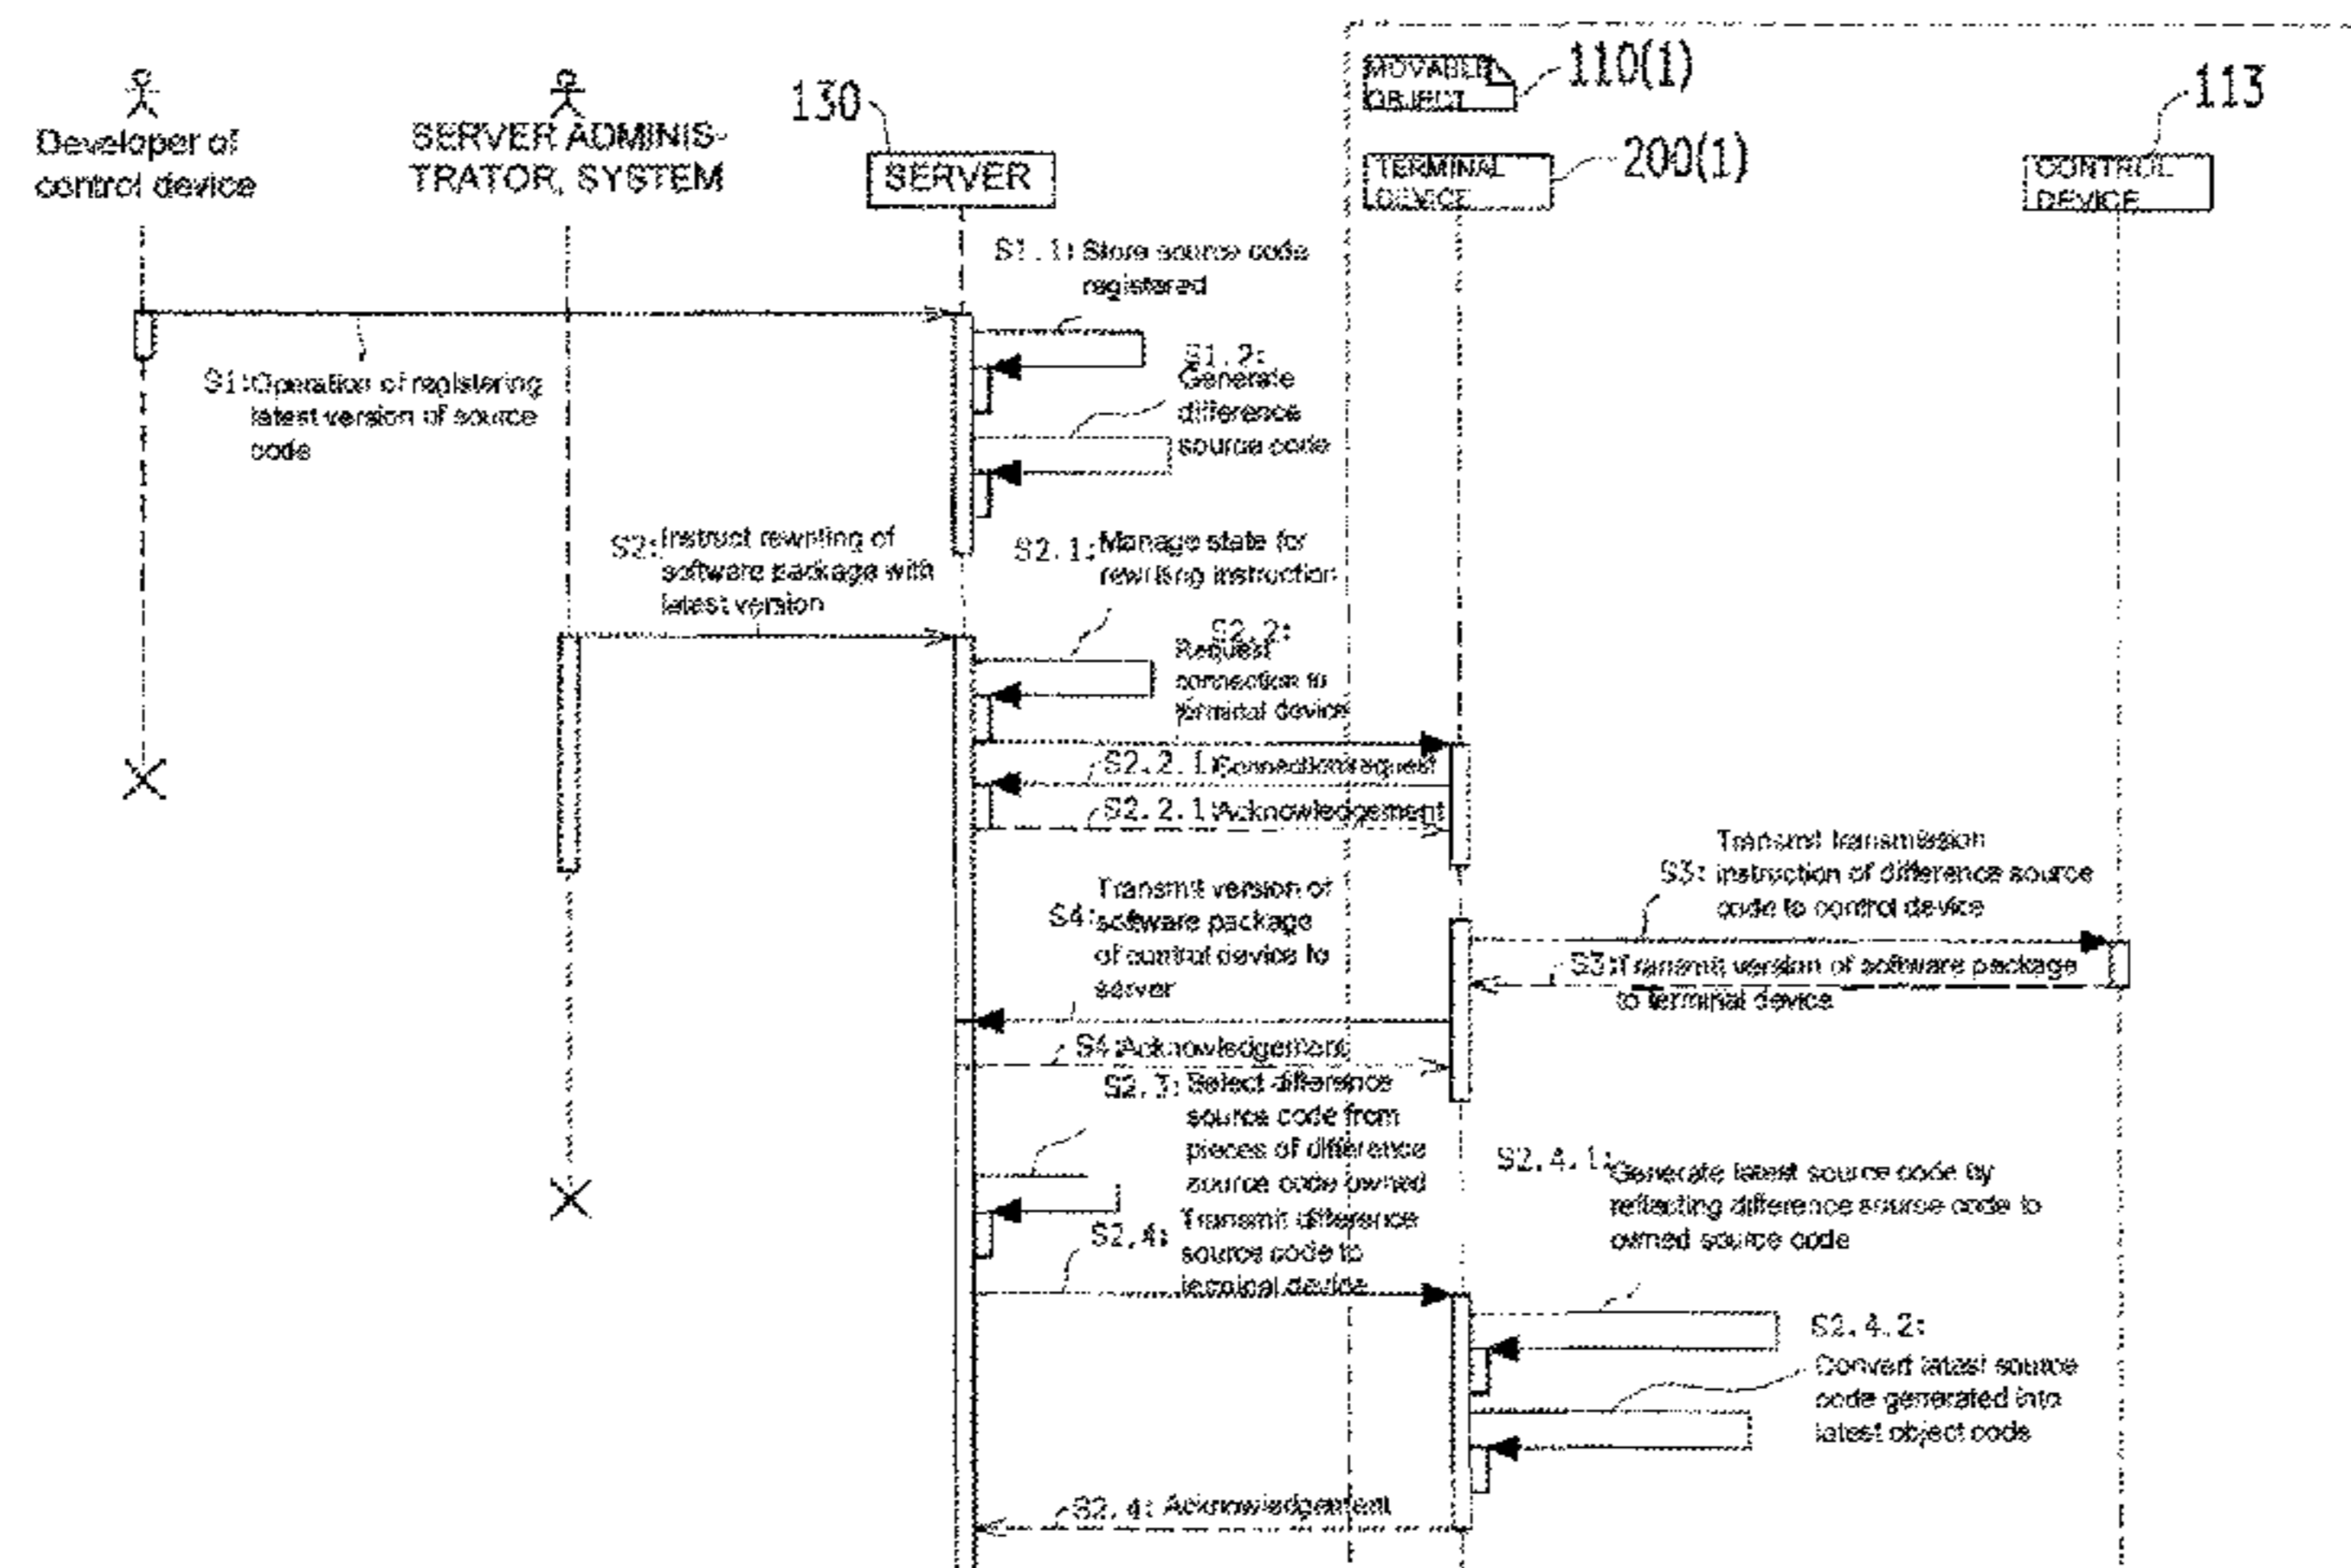 Developer of
control device
SERVER ADMINIS-
TRATOR, SYSTEM
130
SERVER
MOVABLE
OBJECT
110(1)
TERMINAL
DEVICE
200(1)
CONTROL
DEVICE
113
S1.1: Store source code
registered
S1: Operation of registering
latest version of source
code
S1.2:
Generate
difference
source code
S2: Instruct rewriting of
software package with
latest version
S2.1: Manage state for
rewriting instruction
S2.2:
Request
connection to
terminal device
S2.2.1: Connection request
S2.2.1: Acknowledgement
Transmit transmission
S3: instruction of difference source
code to control device
S3: Transmit version of software package
to terminal device
Transmit version of
S4: software package
of control device to
server
S4: Acknowledgement
S2.3: Select difference
source code from
pieces of difference
source code owned
S2.4: Transmit difference
source code to
terminal device
S2.4.1: Generate latest source code by
reflecting difference source code to
owned source code
S2.4.2:
Convert latest source
code generated into
latest object code
S2.4: Acknowledgement